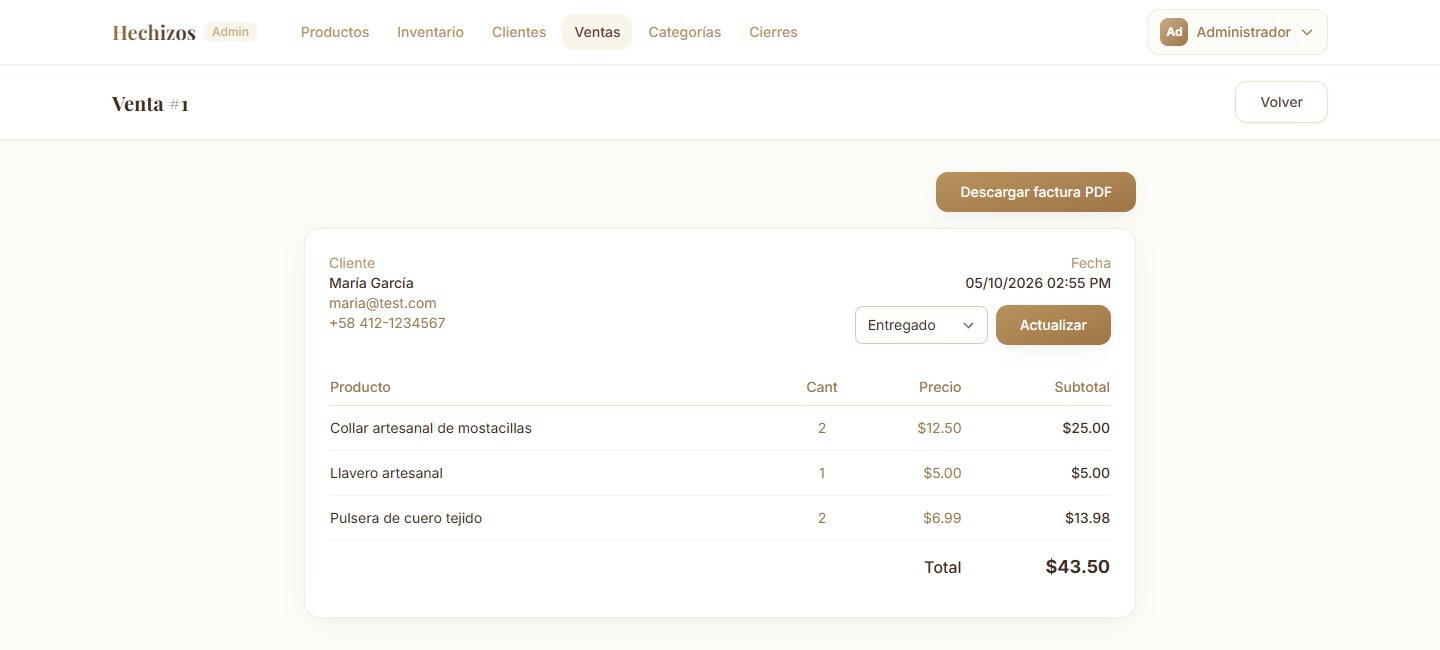 Hechizos Admin Productos Inventario Clientes Ventas Categorías Cierres Ad Administrador
Venta #1 Volver
Descargar factura PDF
Cliente Fecha
María García 05/10/2026 02:55 PM
maria@test.com
+58 412-1234567 Entregado Actualizar
Producto Cant Precio Subtotal
Collar artesanal de mostacillas 2 $12.50 $25.00
Llavero artesanal 1 $5.00 $5.00
Pulsera de cuero tejido 2 $6.99 $13.98
Total $43.50